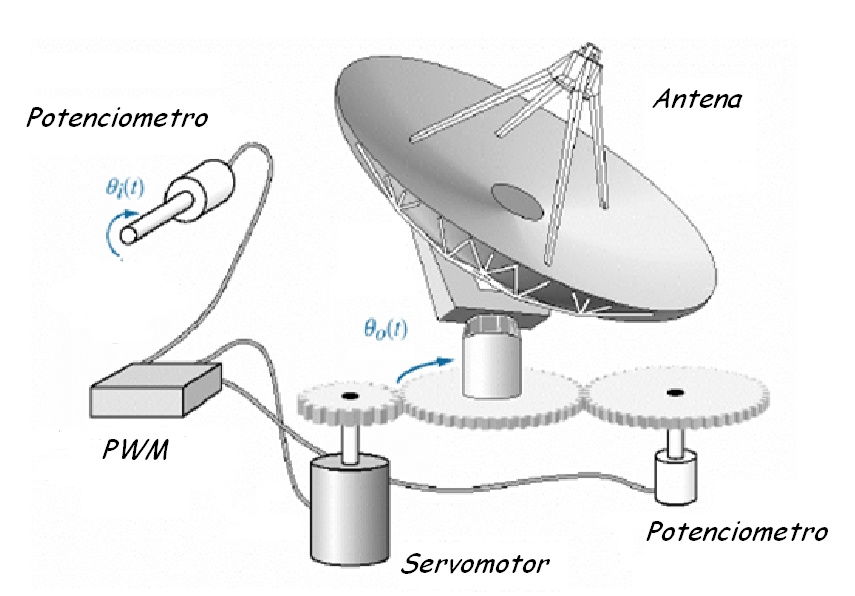 Antena
Potenciometro
θi(t)
θo(t)
PWM
Potenciometro
Servomotor